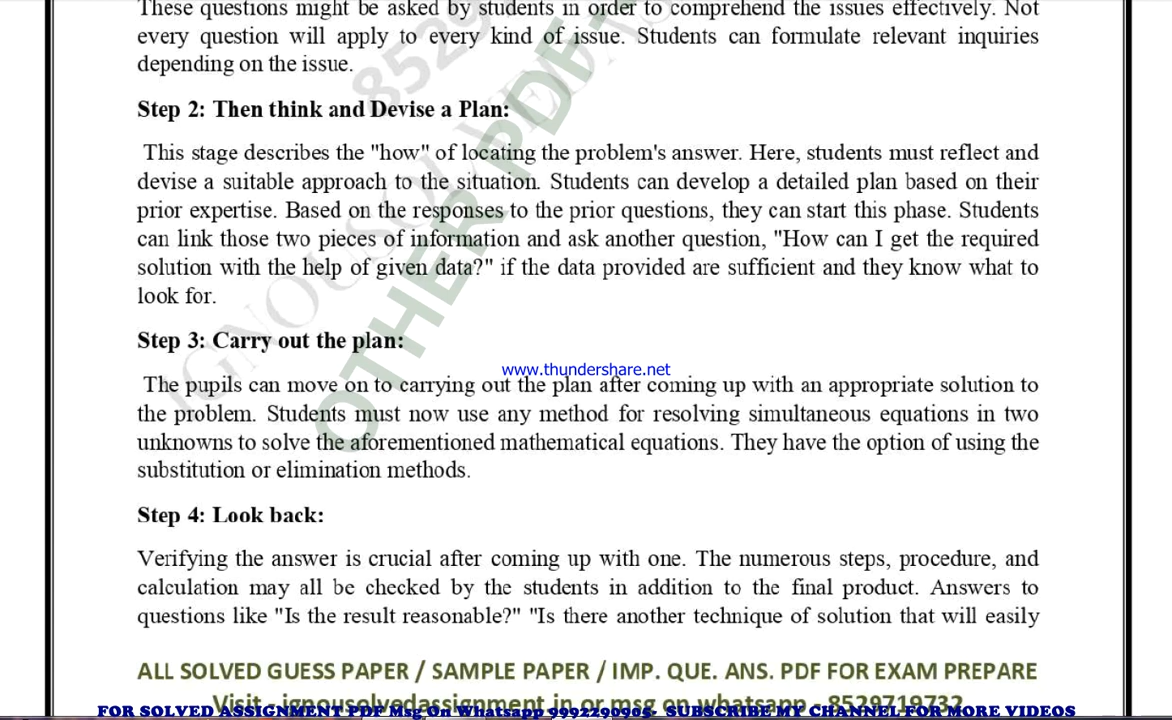 These questions might be asked by students in order to comprehend the issues effectively. Not
every question will apply to every kind of issue. Students can formulate relevant inquiries
depending on the issue.
Step 2: Then think and Devise a Plan:
This stage describes the "how" of locating the problem's answer. Here, students must reflect and
devise a suitable approach to the situation. Students can develop a detailed plan based on their
prior expertise. Based on the responses to the prior questions, they can start this phase. Students
can link those two pieces of information and ask another question, "How can I get the required
solution with the help of given data?" if the data provided are sufficient and they know what to
look for.
Step 3: Carry out the plan:
www.thundershare.net
The pupils can move on to carrying out the plan after coming up with an appropriate solution to
the problem. Students must now use any method for resolving simultaneous equations in two
unknowns to solve the aforementioned mathematical equations. They have the option of using the
substitution or elimination methods.
Step 4: Look back:
Verifying the answer is crucial after coming up with one. The numerous steps, procedure, and
calculation may all be checked by the students in addition to the final product. Answers to
questions like "Is the result reasonable?" "Is there another technique of solution that will easily
ALL SOLVED GUESS PAPER / SAMPLE PAPER / IMP. QUE. ANS. PDF FOR EXAM PREPARE
Visit - ignousolvedassignment.in or msg on whatsapp - 8529719732
FOR SOLVED ASSIGNMENT PDF Msg On Whatsapp 9992290905- SUBSCRIBE MY CHANNEL FOR MORE VIDEOS
8529
OTHER PDF